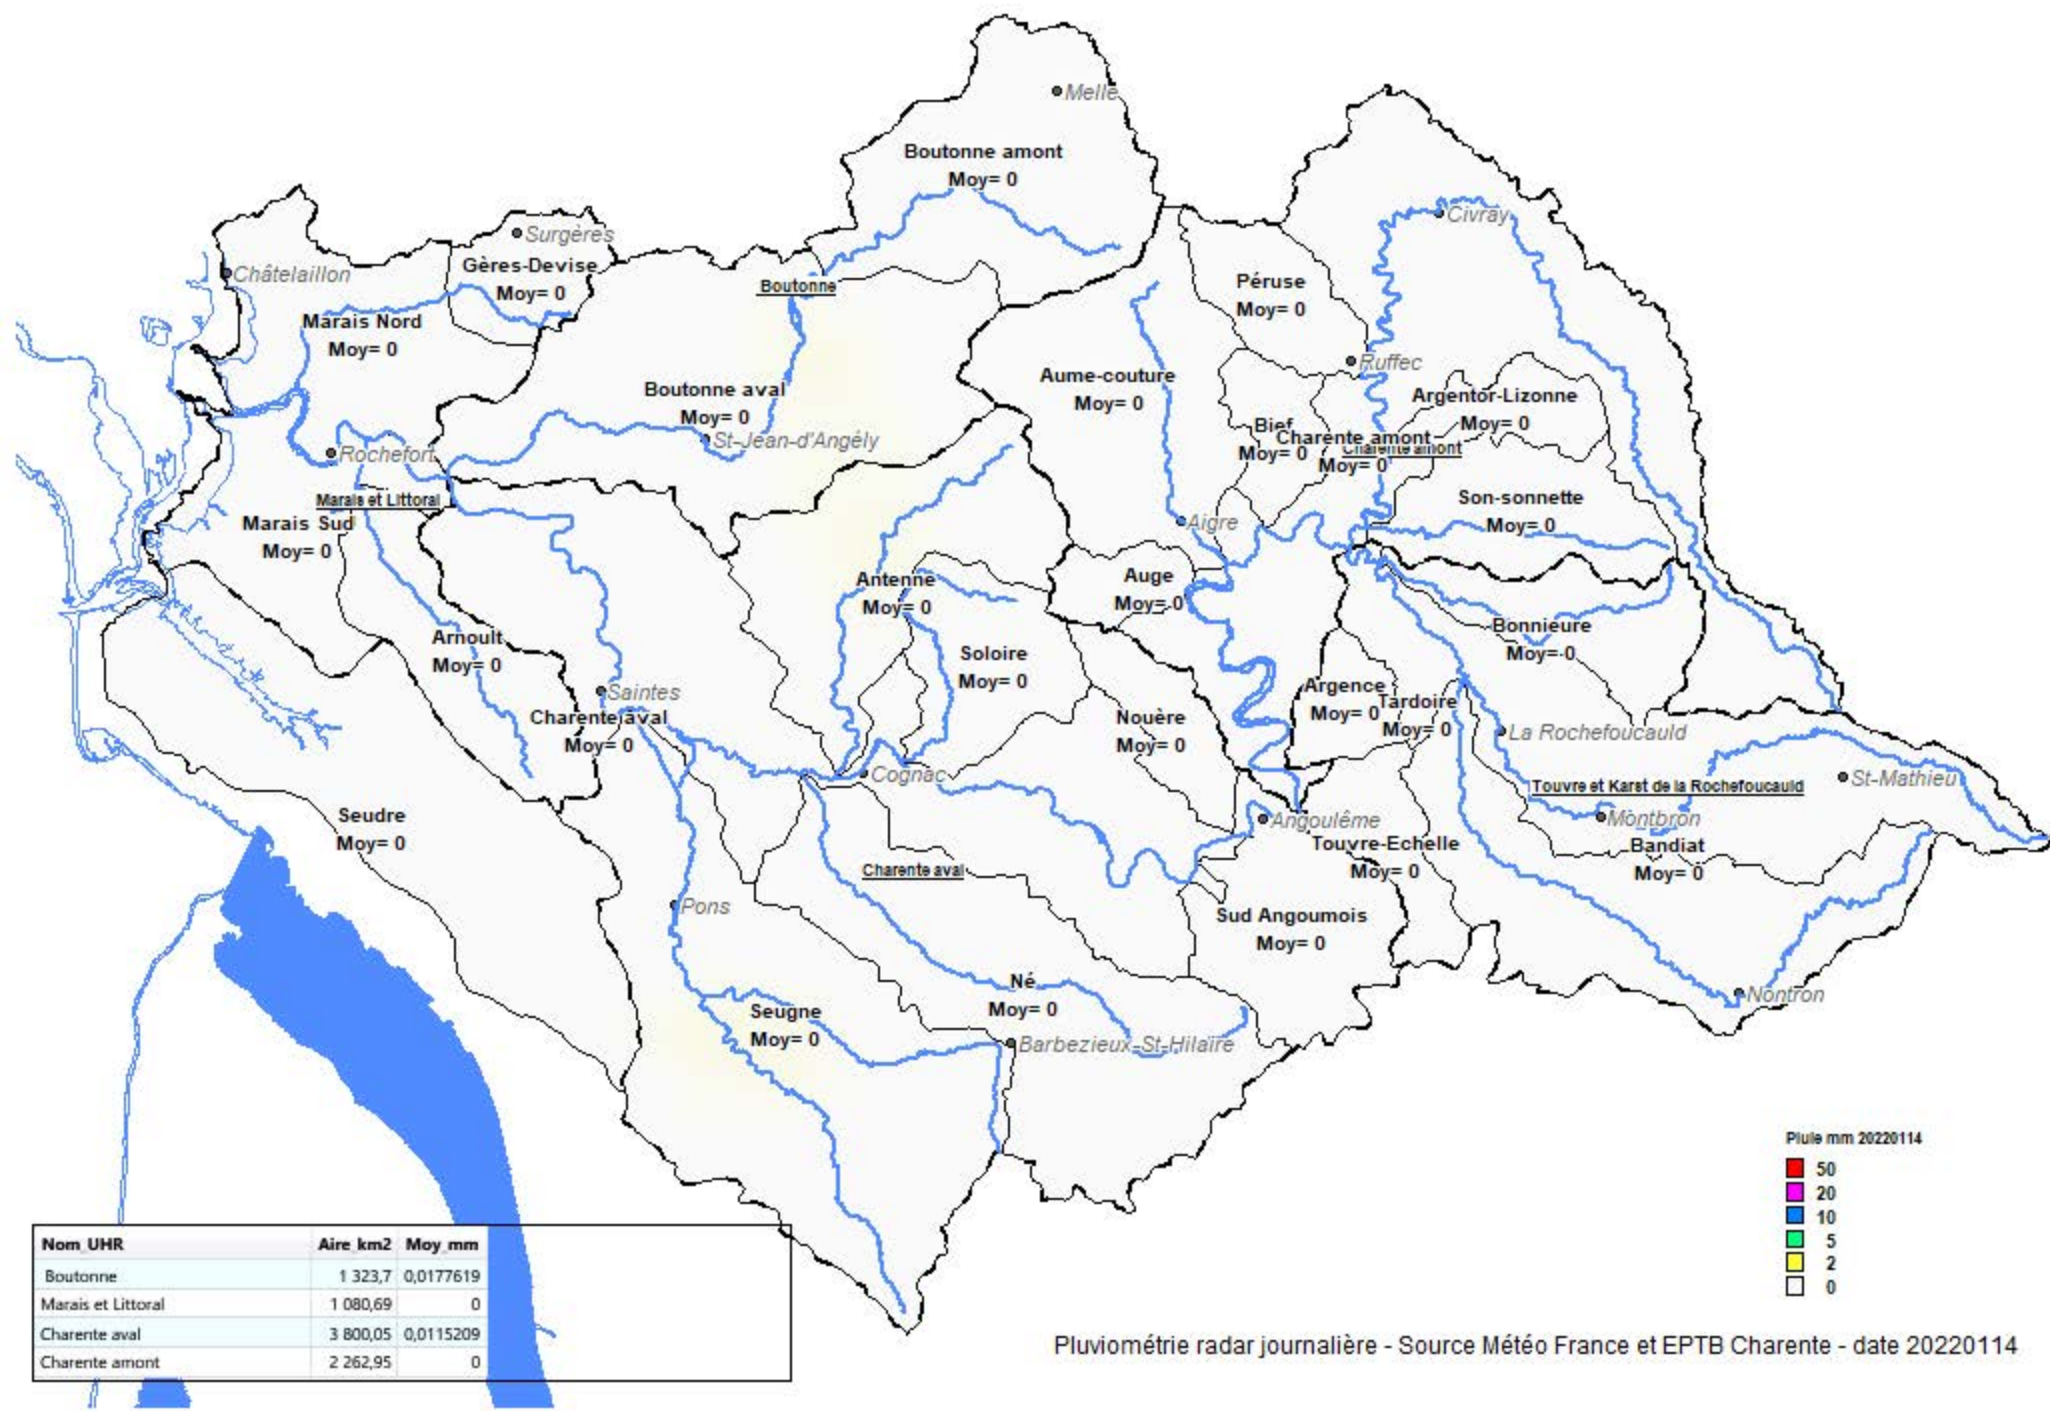 Melle
Boutonne amont
Moy= 0
Civray
Surgères
Châtelaillon
Gères-Devise
Moy= 0
Boutonne
Péruse
Moy= 0
Marais Nord
Moy= 0
Ruffec
Aume-couture
Moy= 0
Boutonne aval
Moy= 0
Argentor-Lizonne
Moy= 0
St-Jean-d'Angély
Bief
Moy= 0
Charente amont
Moy= 0
Charente amont
Rochefort
Marais et Littoral
Son-sonnette
Moy= 0
Marais Sud
Moy= 0
Aigre
Antenne
Moy= 0
Auge
Moy= 0
Bonnieure
Moy= 0
Arnoult
Moy= 0
Soloire
Moy= 0
Saintes
Argence
Moy= 0
Tardoire
Moy= 0
Charente aval
Moy= 0
Nouère
Moy= 0
La Rochefoucauld
Cognac
Touvre et Karst de la Rochefoucauld
St-Mathieu
Seudre
Moy= 0
Angoulême
Montbron
Touvre-Echelle
Moy= 0
Bandiat
Moy= 0
Charente aval
Pons
Sud Angoumois
Moy= 0
Né
Moy= 0
Nontron
Seugne
Moy= 0
Barbezieux-St-Hilaire
Pluie mm 20220114
50
20
10
5
2
0
Nom_UHR Aire_km2 Moy_mm
Boutonne 1 323,7 0,0177619
Marais et Littoral 1 080,69 0
Charente aval 3 800,05 0,0115209
Charente amont 2 262,95 0
Pluviométrie radar journalière - Source Météo France et EPTB Charente - date 20220114